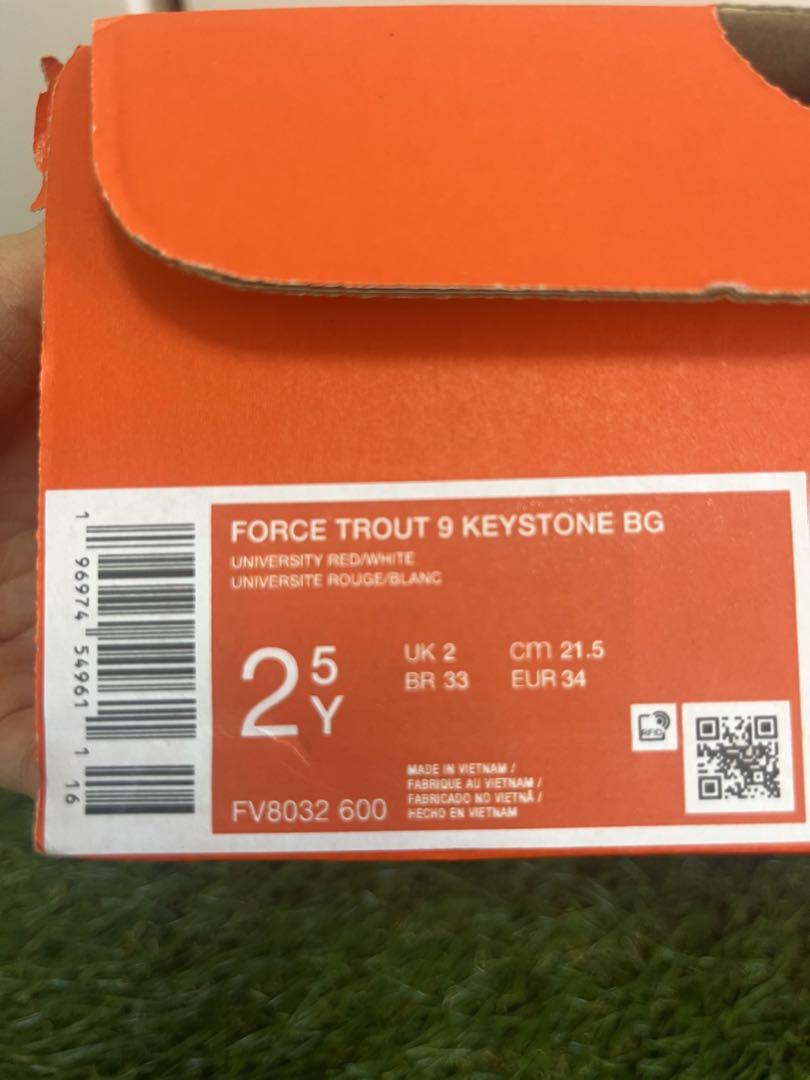 FORCE TROUT 9 KEYSTONE BG
UNIVERSITY RED/WHITE
UNIVERSITE ROUGE/BLANC
2 5 Y
UK 2 cm 21.5
BR 33 EUR 34
MADE IN VIETNAM /
FABRIQUE AU VIETNAM /
FABRICADO NO VIETNÃ /
HECHO EN VIETNAM
FV8032 600
RFID
1 96974 54961 1 16